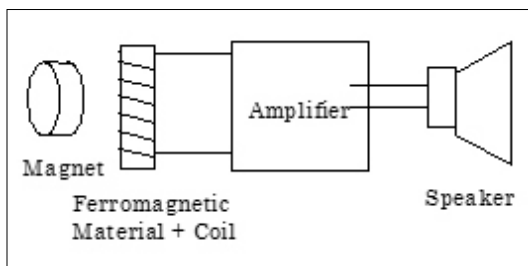 Amplifier
Magnet
Ferromagnetic
Material + Coil
Speaker